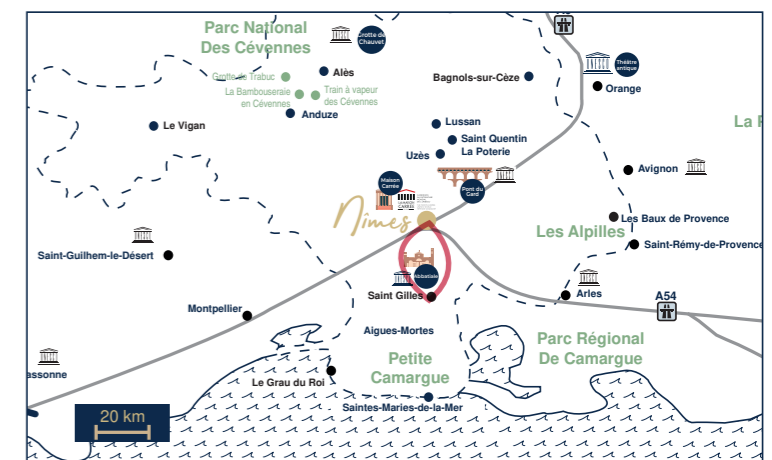 Parc National
Des Cévennes
Grotte de
Chauvet
Théâtre
antique
Grotte de Trabuc
Alès
Bagnols-sur-Cèze
Orange
La Bambouseraie
en Cévennes
Train à vapeur
des Cévennes
Anduze
Le Vigan
Lussan
Saint Quentin
La Poterie
Uzès
La
Avignon
Maison
Carrée
Pont du
Gard
Nîmes
Les Baux de Provence
Les Alpilles
Saint-Rémy-de-Provence
Saint-Guilhem-le-Désert
Abbatiale
Saint Gilles
Arles
A54
Montpellier
Aigues-Mortes
Parc Régional
De Camargue
Petite
Camargue
assonne
Le Grau du Roi
Saintes-Maries-de-la-Mer
20 km